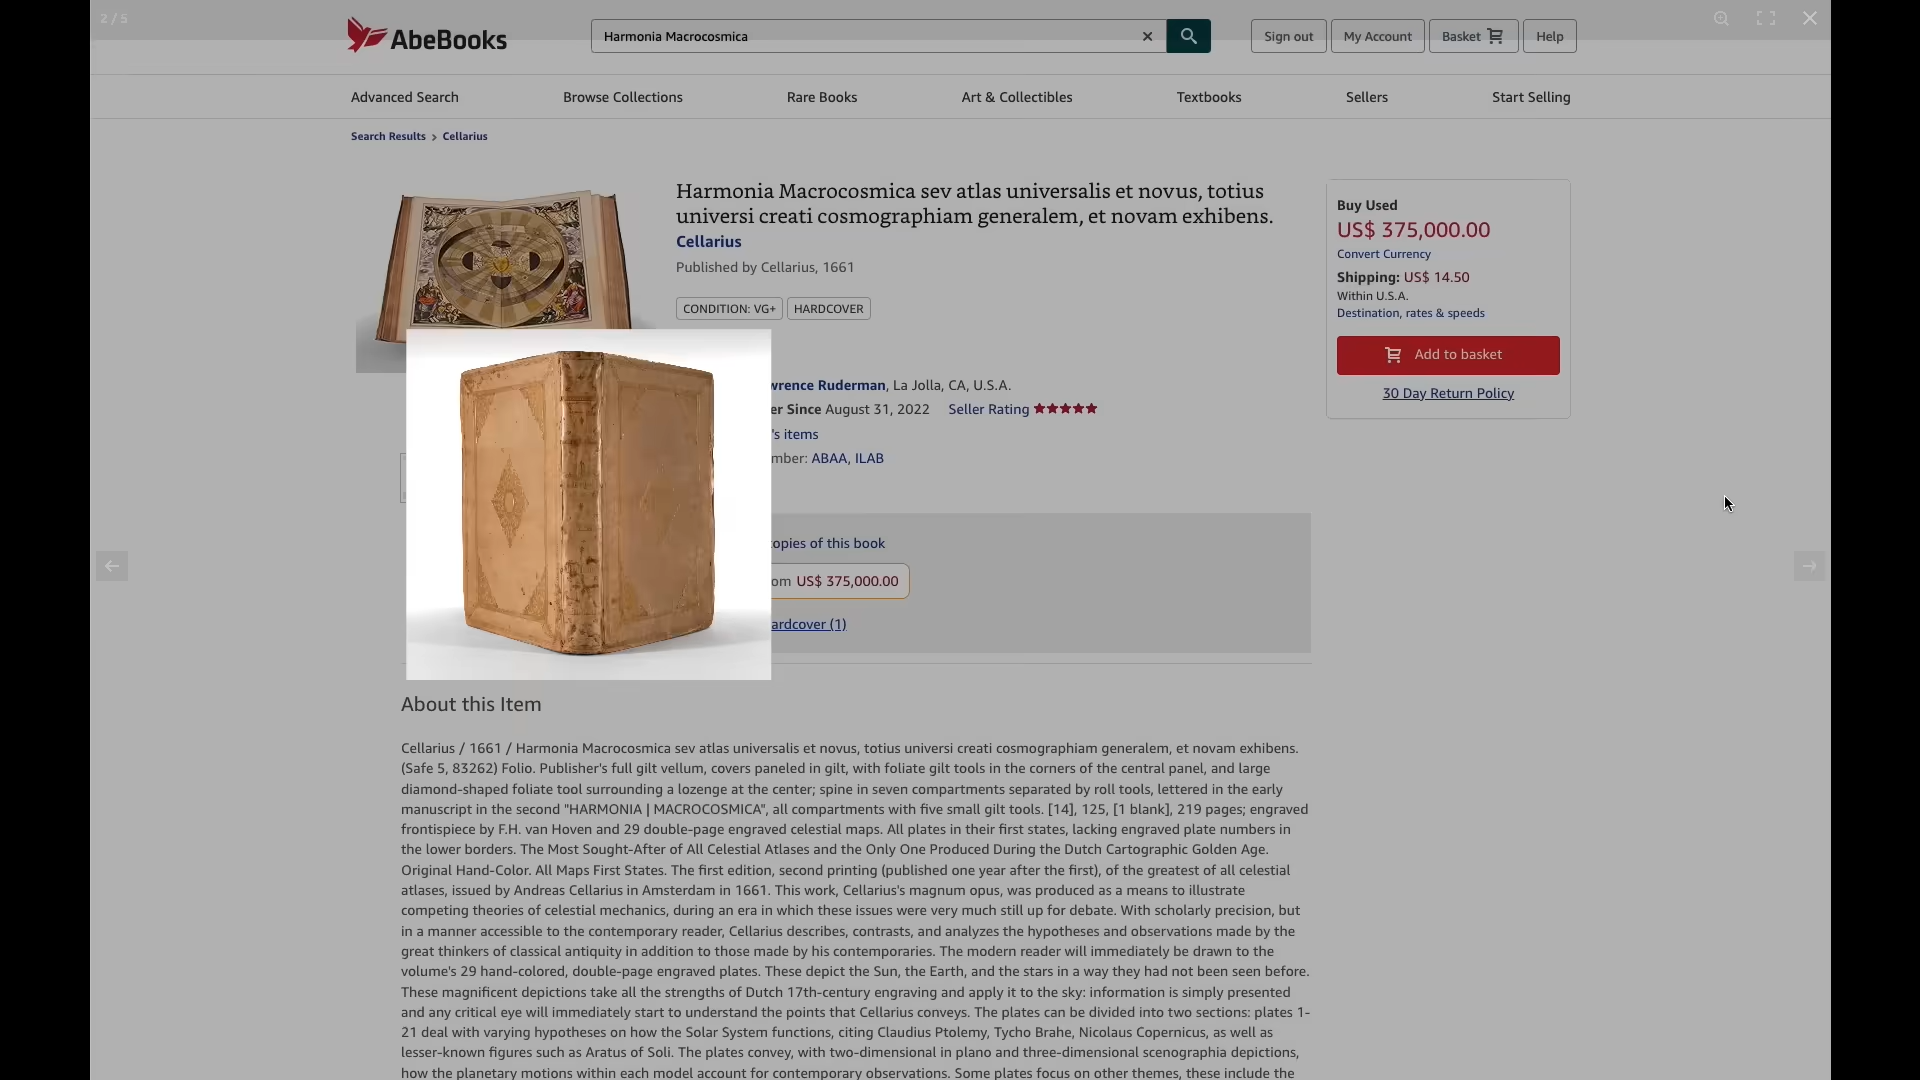 2 / 5
AbeBooks
Harmonia Macrocosmica
Sign out
My Account
Basket
Help
Advanced Search
Browse Collections
Rare Books
Art & Collectibles
Textbooks
Sellers
Start Selling
Search Results > Cellarius
Harmonia Macrocosmica sev atlas universalis et novus, totius
universi creati cosmographiam generalem, et novam exhibens.
Cellarius
Published by Cellarius, 1661
CONDITION: VG+
HARDCOVER
wrence Ruderman, La Jolla, CA, U.S.A.
er Since August 31, 2022 Seller Rating
's items
mber: ABAA, ILAB
opies of this book
om US$ 375,000.00
ardcover (1)
Buy Used
US$ 375,000.00
Convert Currency
Shipping: US$ 14.50
Within U.S.A.
Destination, rates & speeds
Add to basket
30 Day Return Policy
About this Item
Cellarius / 1661 / Harmonia Macrocosmica sev atlas universalis et novus, totius universi creati cosmographiam generalem, et novam exhibens.
(Safe 5, 83262) Folio. Publisher's full gilt vellum, covers paneled in gilt, with foliate gilt tools in the corners of the central panel, and large
diamond-shaped foliate tool surrounding a lozenge at the center; spine in seven compartments separated by roll tools, lettered in the early
manuscript in the second "HARMONIA | MACROCOSMICA", all compartments with five small gilt tools. [14], 125, [1 blank], 219 pages; engraved
frontispiece by F.H. van Hoven and 29 double-page engraved celestial maps. All plates in their first states, lacking engraved plate numbers in
the lower borders. The Most Sought-After of All Celestial Atlases and the Only One Produced During the Dutch Cartographic Golden Age.
Original Hand-Color. All Maps First States. The first edition, second printing (published one year after the first), of the greatest of all celestial
atlases, issued by Andreas Cellarius in Amsterdam in 1661. This work, Cellarius's magnum opus, was produced as a means to illustrate
competing theories of celestial mechanics, during an era in which these issues were very much still up for debate. With scholarly precision, but
in a manner accessible to the contemporary reader, Cellarius describes, contrasts, and analyzes the hypotheses and observations made by the
great thinkers of classical antiquity in addition to those made by his contemporaries. The modern reader will immediately be drawn to the
volume's 29 hand-colored, double-page engraved plates. These depict the Sun, the Earth, and the stars in a way they had not been seen before.
These magnificent depictions take all the strengths of Dutch 17th-century engraving and apply it to the sky: information is simply presented
and any critical eye will immediately start to understand the points that Cellarius conveys. The plates can be divided into two sections: plates 1-
21 deal with varying hypotheses on how the Solar System functions, citing Claudius Ptolemy, Tycho Brahe, Nicolaus Copernicus, as well as
lesser-known figures such as Aratus of Soli. The plates convey, with two-dimensional in plano and three-dimensional scenographia depictions,
how the planetary motions within each model account for contemporary observations. Some plates focus on other themes, these include the